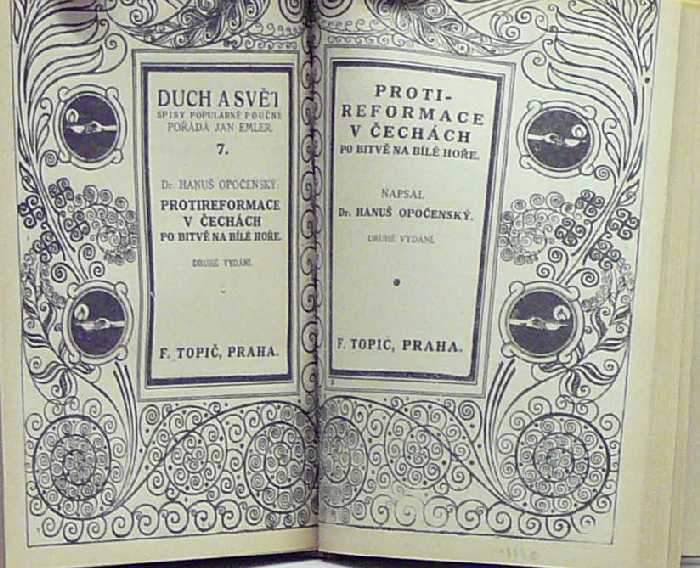 DUCH A SVĚT
SPISY POPULÁRNĚ POUČNÉ
POŘÁDÁ JAN EMLER.
7.
Dr. HANUŠ OPOČENSKÝ:
PROTIREFORMACE
V ČECHÁCH
PO BITVĚ NA BÍLÉ HOŘE.
DRUHÉ VYDÁNÍ.
F. TOPIČ, PRAHA.
PROTI-
REFORMACE
V ČECHÁCH
PO BITVĚ NA BÍLÉ HOŘE.
NAPSAL
Dr. HANUŠ OPOČENSKÝ.
DRUHÉ VYDÁNÍ.
F. TOPIČ, PRAHA.